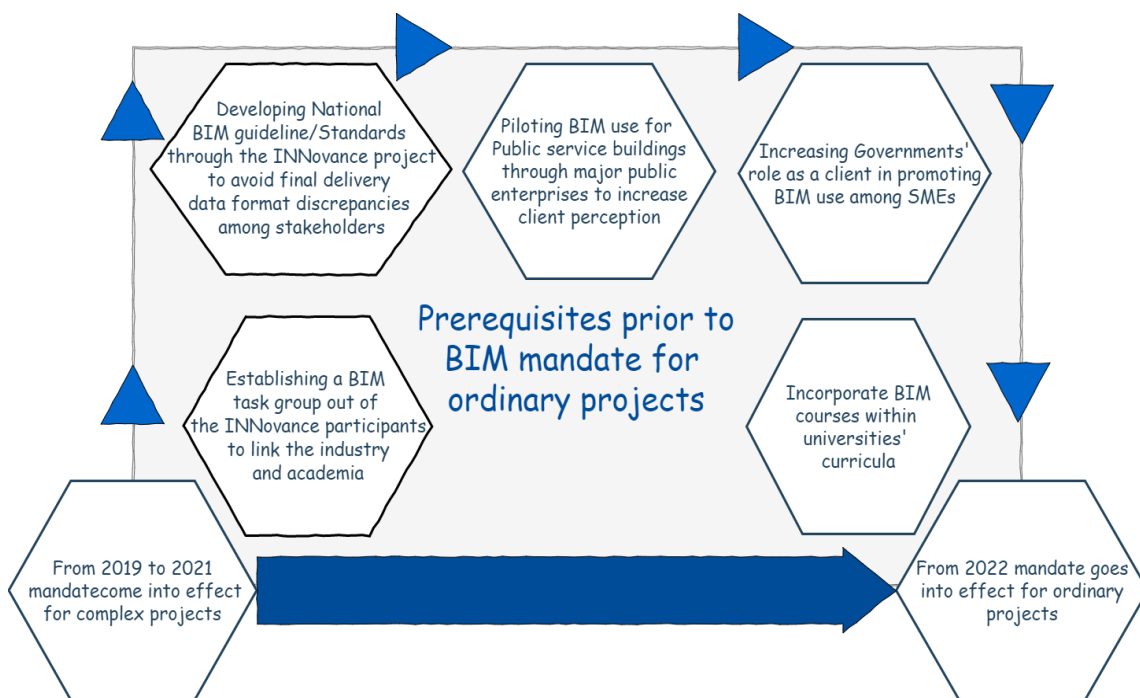 Developing National
BIM guideline/Standards
through the INNovance project
to avoid final delivery
data format discrepancies
among stakeholders
Piloting BIM use for
Public service buildings
through major public
enterprises to increase
client perception
Increasing Governments'
role as a client in promoting
BIM use among SMEs
Prerequisites prior to
BIM mandate for
ordinary projects
Establishing a BIM
task group out of
the INNovance participants
to link the industry
and academia
Incorporate BIM
courses within
universities'
curricula
From 2019 to 2021
mandatecome into effect
for complex projects
From 2022 mandate goes
into effect for ordinary
projects